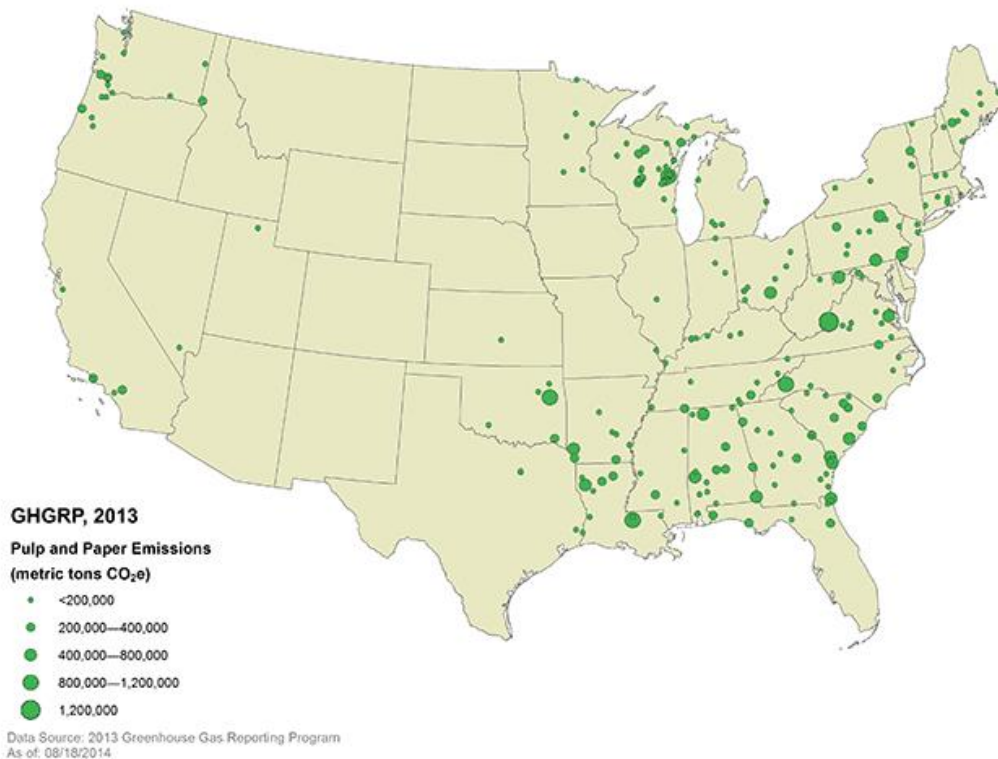 GHGRP, 2013
Pulp and Paper Emissions
(metric tons CO₂e)
<200,000
200,000—400,000
400,000—800,000
800,000—1,200,000
1,200,000
Data Source: 2013 Greenhouse Gas Reporting Program
As of: 08/18/2014